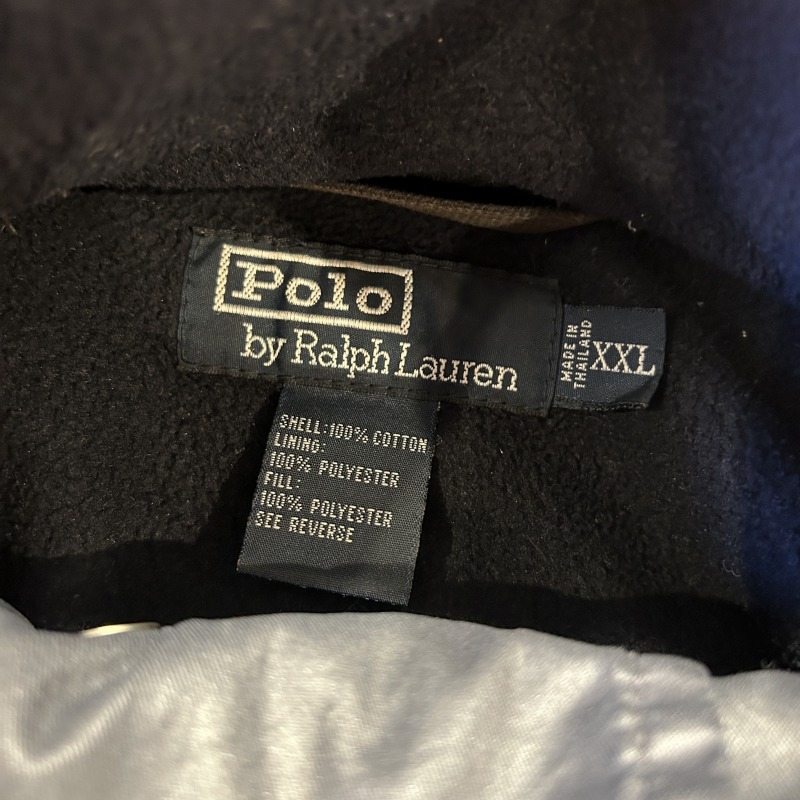 Polo
by Ralph Lauren
MADE IN
THAILAND
XXL
SHELL:100% COTTON
LINING:
100% POLYESTER
FILL:
100% POLYESTER
SEE REVERSE